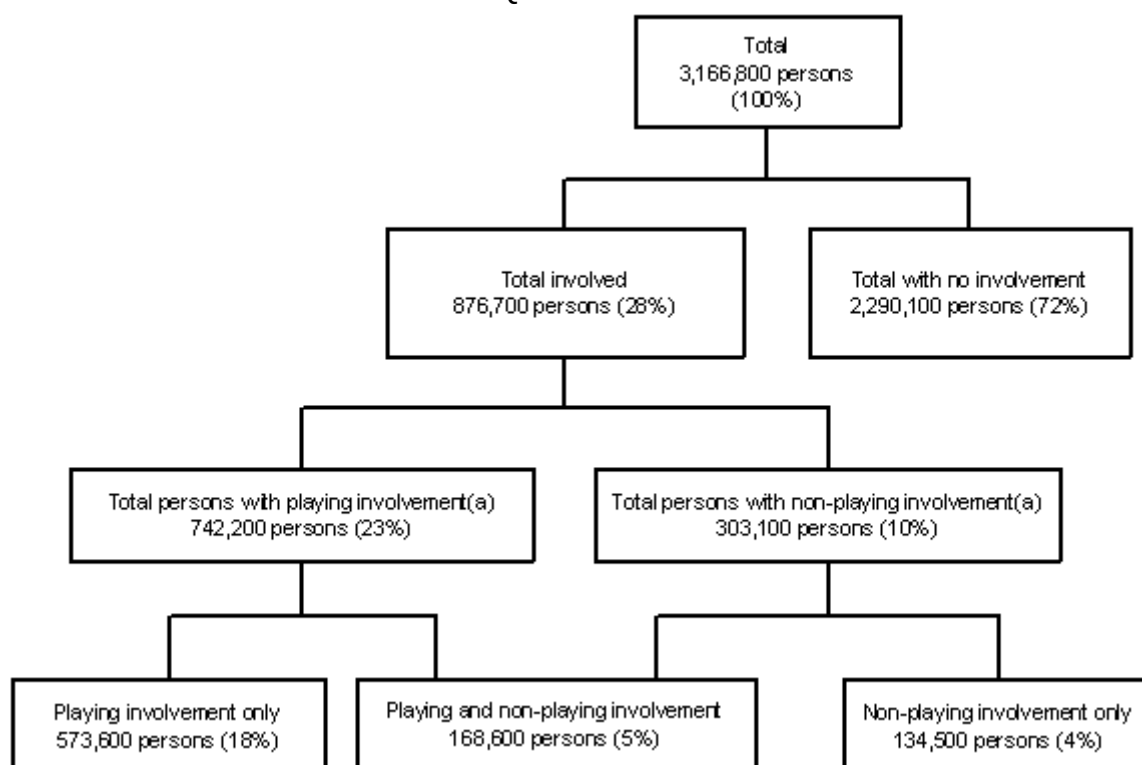 Total
3,166,800 persons
(100%)
Total involved
876,700 persons (28%)
Total with no involvement
2,290,100 persons (72%)
Total persons with playing involvement(a)
742,200 persons (23%)
Total persons with non-playing involvement(a)
303,100 persons (10%)
Playing involvement only
573,600 persons (18%)
Playing and non-playing involvement
168,600 persons (5%)
Non-playing involvement only
134,500 persons (4%)